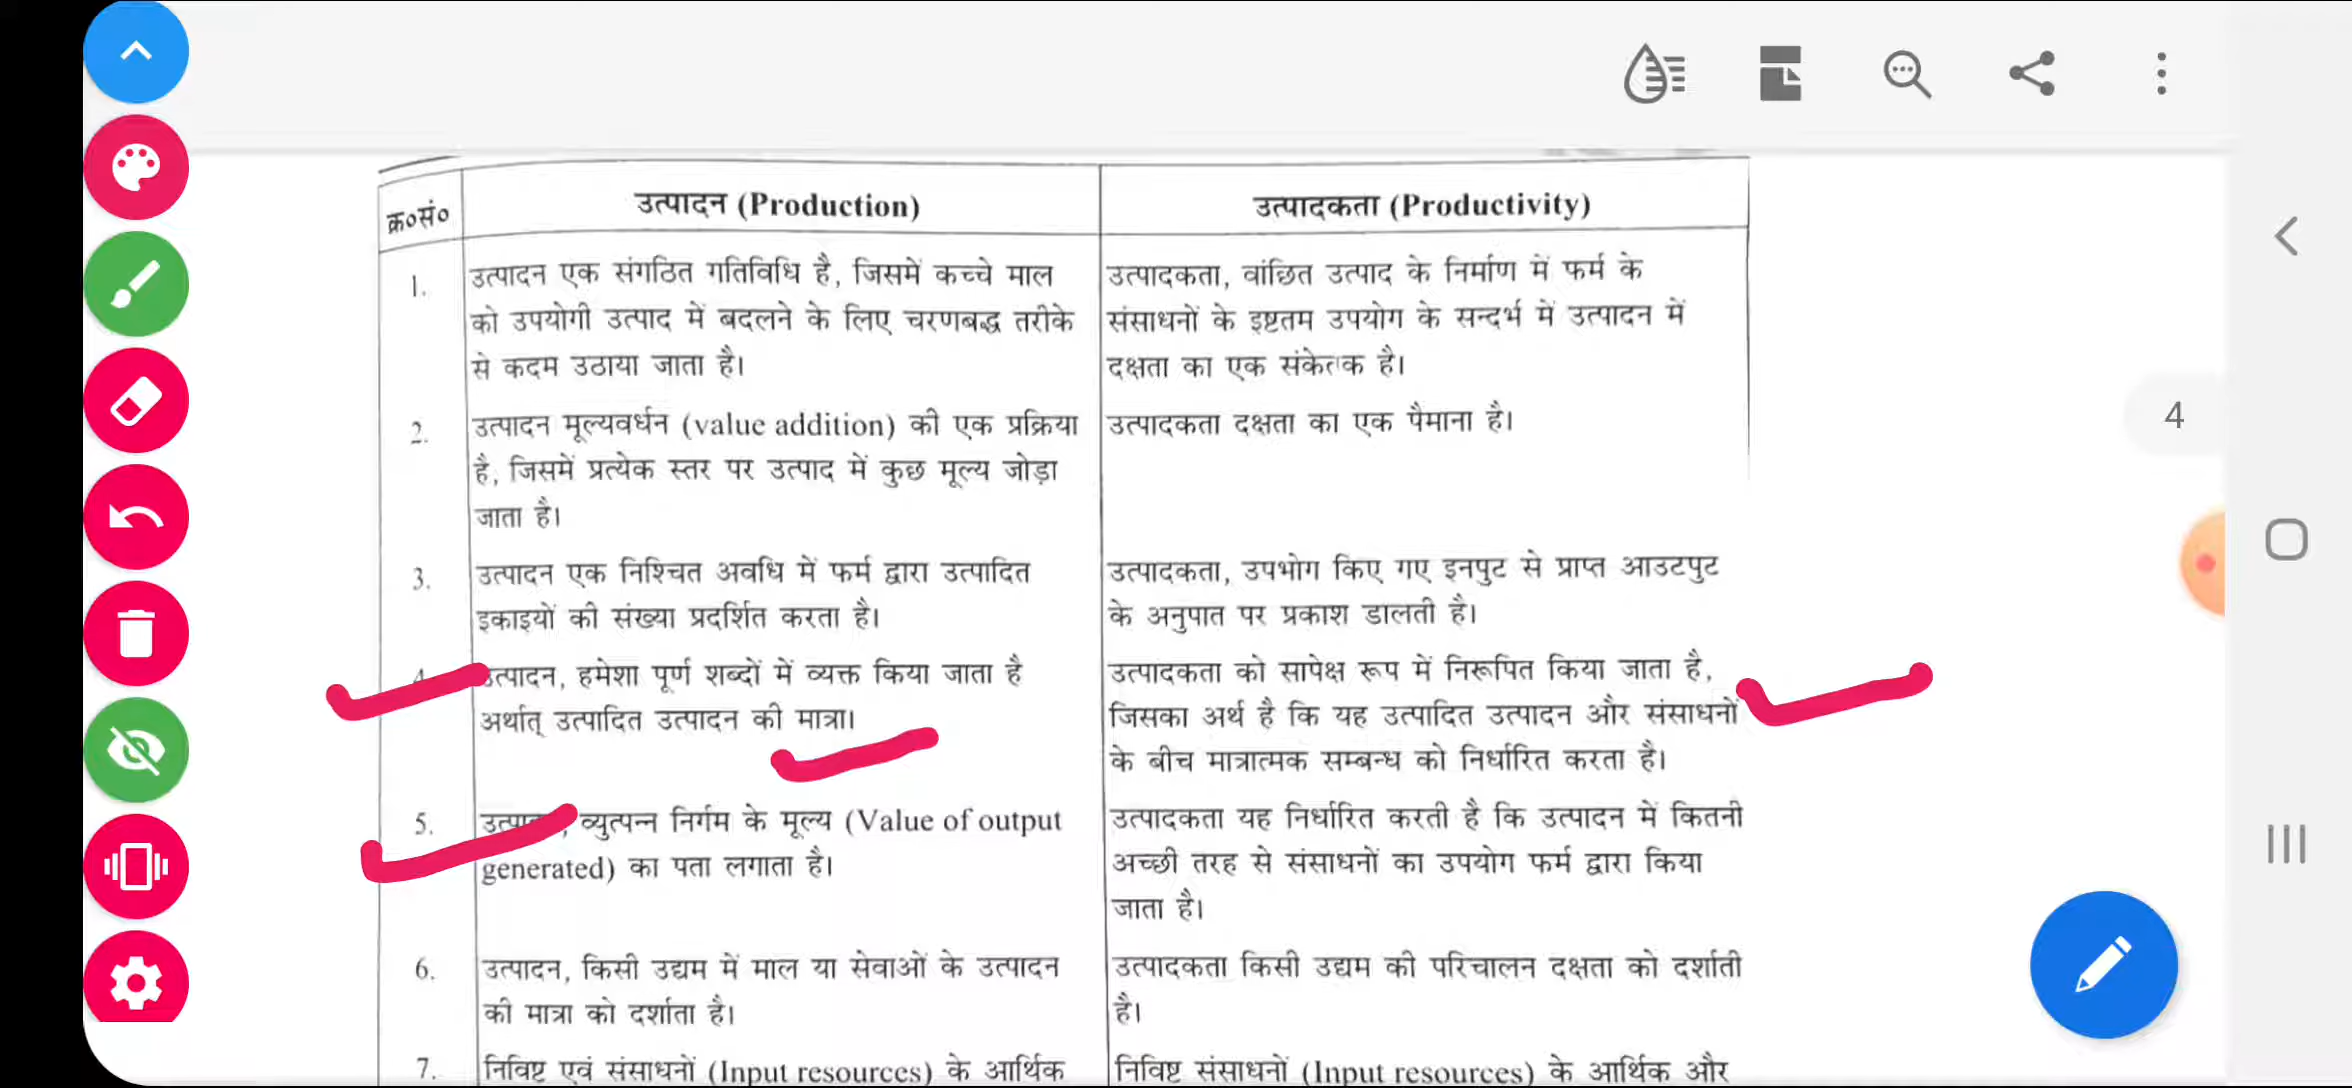 क्र०सं०
उत्पादन (Production)
उत्पादकता (Productivity)
1.
उत्पादन एक संगठित गतिविधि है, जिसमें कच्चे माल
को उपयोगी उत्पाद में बदलने के लिए चरणबद्ध तरीके
से कदम उठाया जाता है।
उत्पादकता, वांछित उत्पाद के निर्माण में फर्म के
संसाधनों के इष्टतम उपयोग के सन्दर्भ में उत्पादन में
दक्षता का एक संकेतक है।
2.
उत्पादन मूल्यवर्धन (value addition) की एक प्रक्रिया
है, जिसमें प्रत्येक स्तर पर उत्पाद में कुछ मूल्य जोड़ा
जाता है।
उत्पादकता दक्षता का एक पैमाना है।
3.
उत्पादन एक निश्चित अवधि में फर्म द्वारा उत्पादित
इकाइयों की संख्या प्रदर्शित करता है।
उत्पादकता, उपभोग किए गए इनपुट से प्राप्त आउटपुट
के अनुपात पर प्रकाश डालती है।
4.
उत्पादन, हमेशा पूर्ण शब्दों में व्यक्त किया जाता है
अर्थात् उत्पादित उत्पादन की मात्रा।
उत्पादकता को सापेक्ष रूप में निरूपित किया जाता है,
जिसका अर्थ है कि यह उत्पादित उत्पादन और संसाधनों
के बीच मात्रात्मक सम्बन्ध को निर्धारित करता है।
5.
व्युत्पन्न निर्गम के मूल्य (Value of output
generated) का पता लगाता है।
उत्पादकता यह निर्धारित करती है कि उत्पादन में कितनी
अच्छी तरह से संसाधनों का उपयोग फर्म द्वारा किया
जाता है।
6.
उत्पादन, किसी उद्यम में माल या सेवाओं के उत्पादन
की मात्रा को दर्शाता है।
उत्पादकता किसी उद्यम की परिचालन दक्षता को दर्शाती
है।
7.
निविष्ट एवं संसाधनों (Input resources) के आर्थिक
निविष्ट संसाधनों (Input resources) के आर्थिक और
4